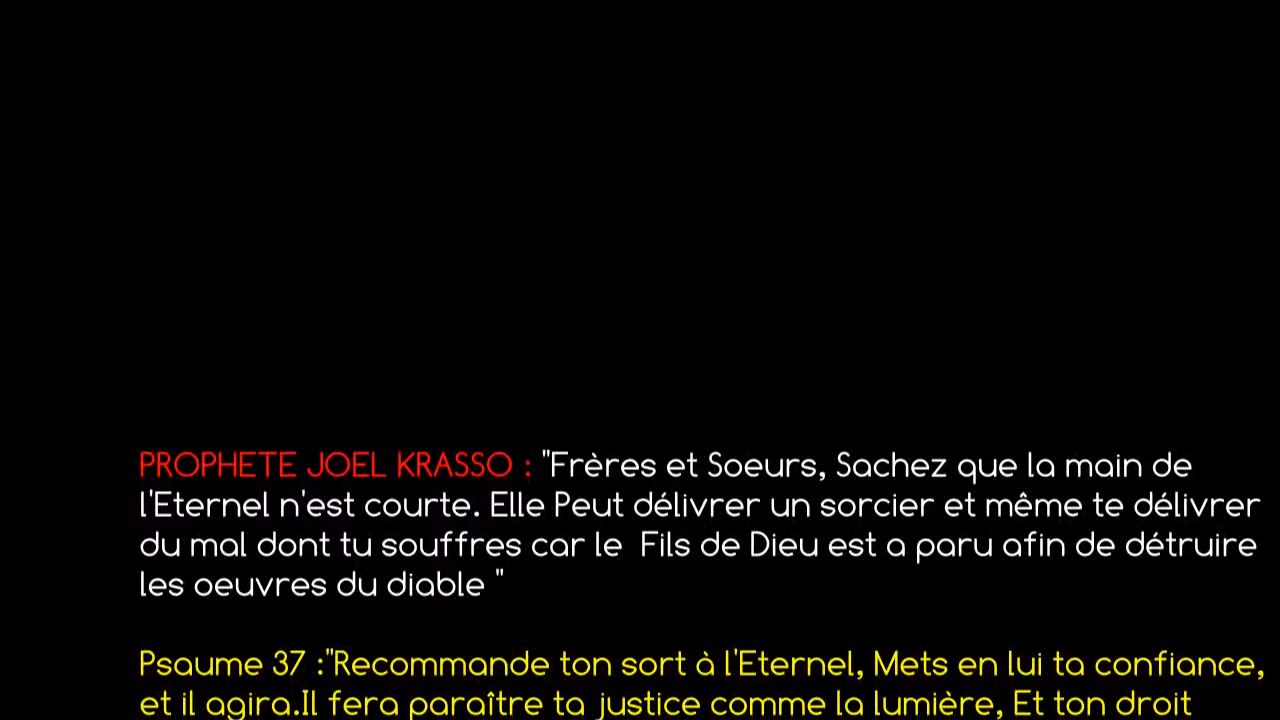 PROPHETE JOEL KRASSO : "Frères et Soeurs, Sachez que la main de
l'Eternel n'est courte. Elle Peut délivrer un sorcier et même te délivrer
du mal dont tu souffres car le  Fils de Dieu est a paru afin de détruire
les oeuvres du diable "
Psaume 37 :"Recommande ton sort à l'Eternel, Mets en lui ta confiance,
et il agira.Il fera paraître ta justice comme la lumière, Et ton droit